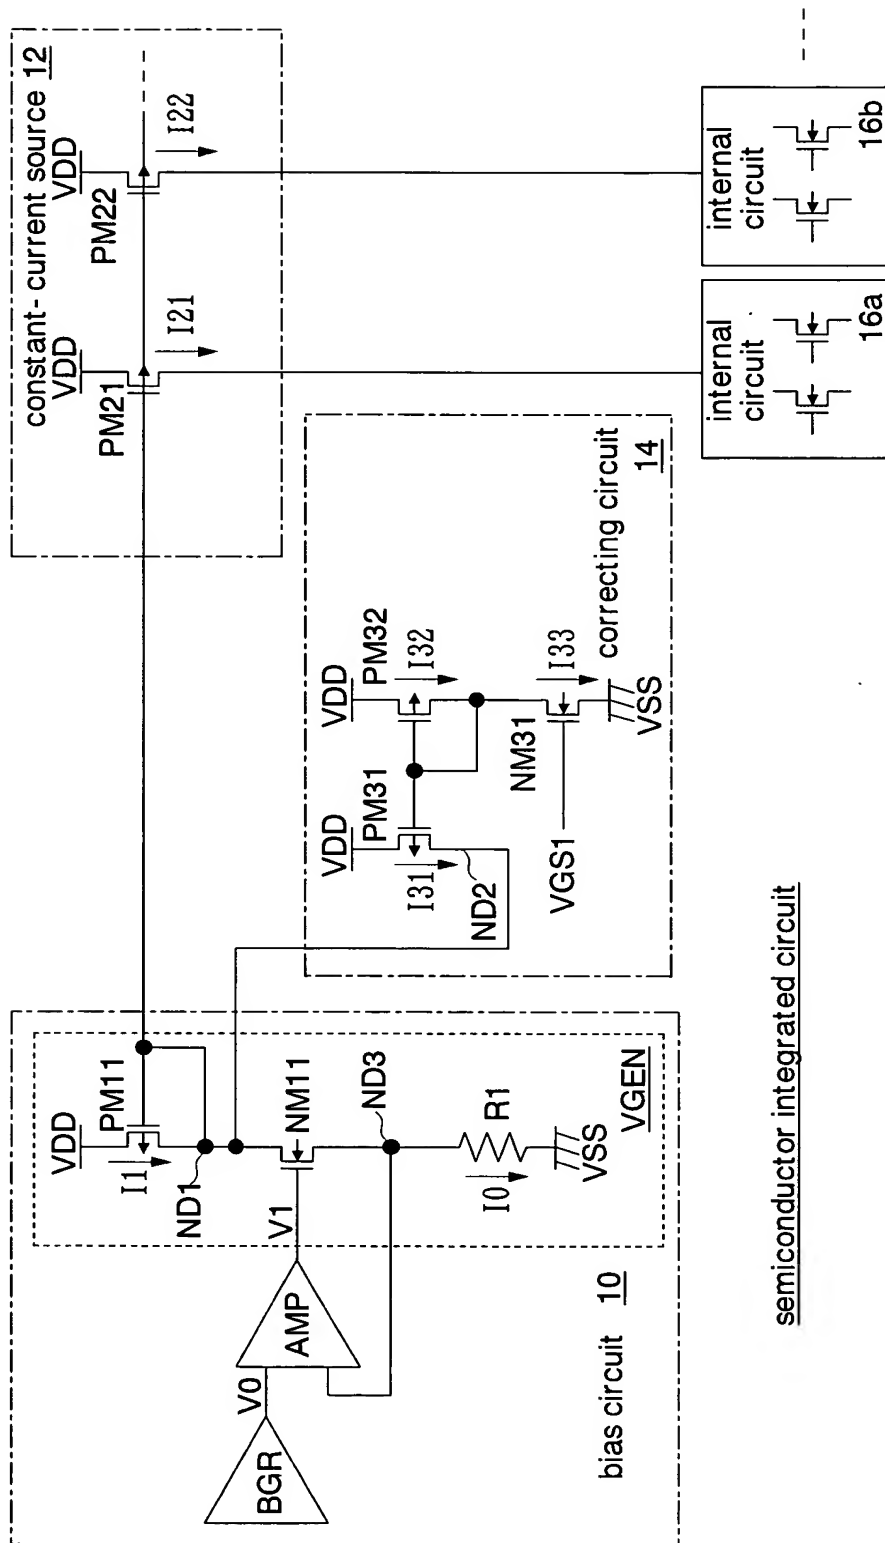 constant- current source 12
VDD
PM21
I21
VDD
PM22
I22
VDD
PM11
I1
ND1
V1
NM11
ND3
R1
I0
VSS
VGEN
BGR
V0
AMP
bias circuit 10
VDD
PM31
I31
ND2
VDD
PM32
I32
NM31
I33
VGS1
VSS
correcting circuit
14
internal
circuit
16a
internal
circuit
16b
semiconductor integrated circuit